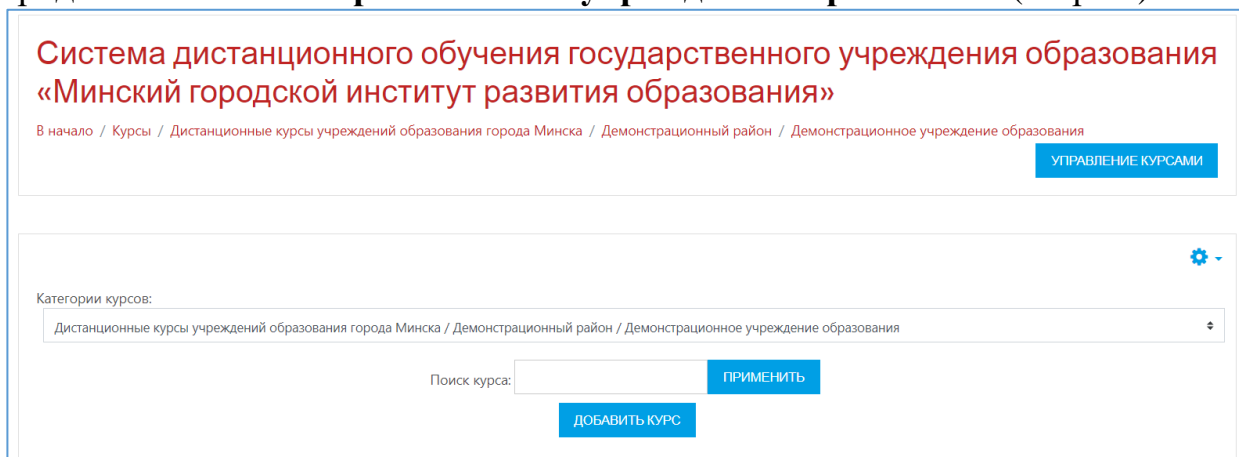 Система дистанционного обучения государственного учреждения образования
«Минский городской институт развития образования»
В начало / Курсы / Дистанционные курсы учреждений образования города Минска / Демонстрационный район / Демонстрационное учреждение образования
УПРАВЛЕНИЕ КУРСАМИ
Категории курсов:
Дистанционные курсы учреждений образования города Минска / Демонстрационный район / Демонстрационное учреждение образования
Поиск курса: ПРИМЕНИТЬ
ДОБАВИТЬ КУРС